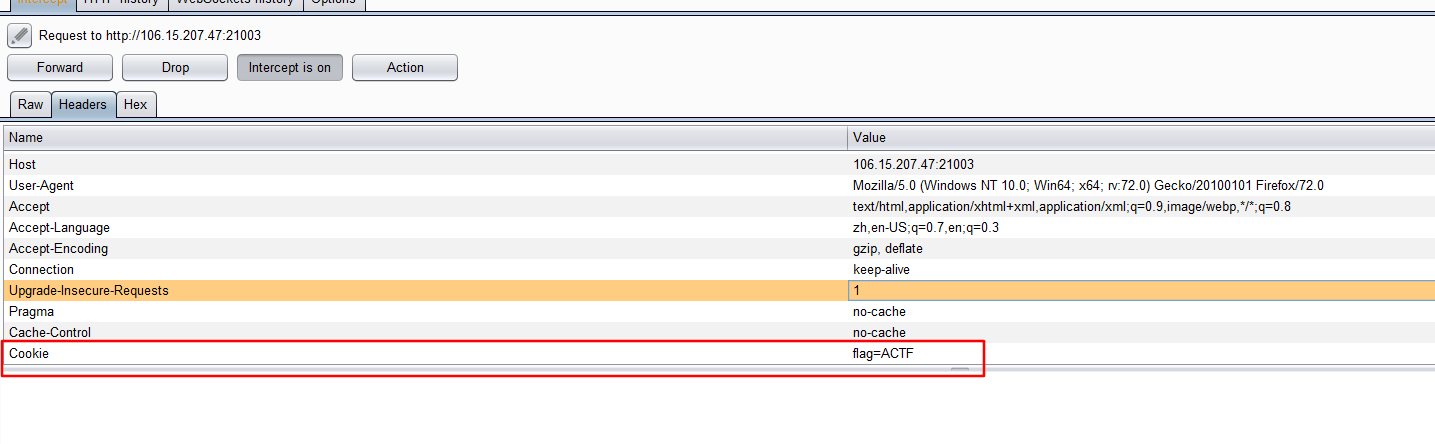 Intercept HTTP history WebSockets history Options
Request to http://106.15.207.47:21003
Forward Drop Intercept is on Action
Raw Headers Hex
Name Value
Host 106.15.207.47:21003
User-Agent Mozilla/5.0 (Windows NT 10.0; Win64; x64; rv:72.0) Gecko/20100101 Firefox/72.0
Accept text/html,application/xhtml+xml,application/xml;q=0.9,image/webp,*/*;q=0.8
Accept-Language zh,en-US;q=0.7,en;q=0.3
Accept-Encoding gzip, deflate
Connection keep-alive
Upgrade-Insecure-Requests 1
Pragma no-cache
Cache-Control no-cache
Cookie flag=ACTF